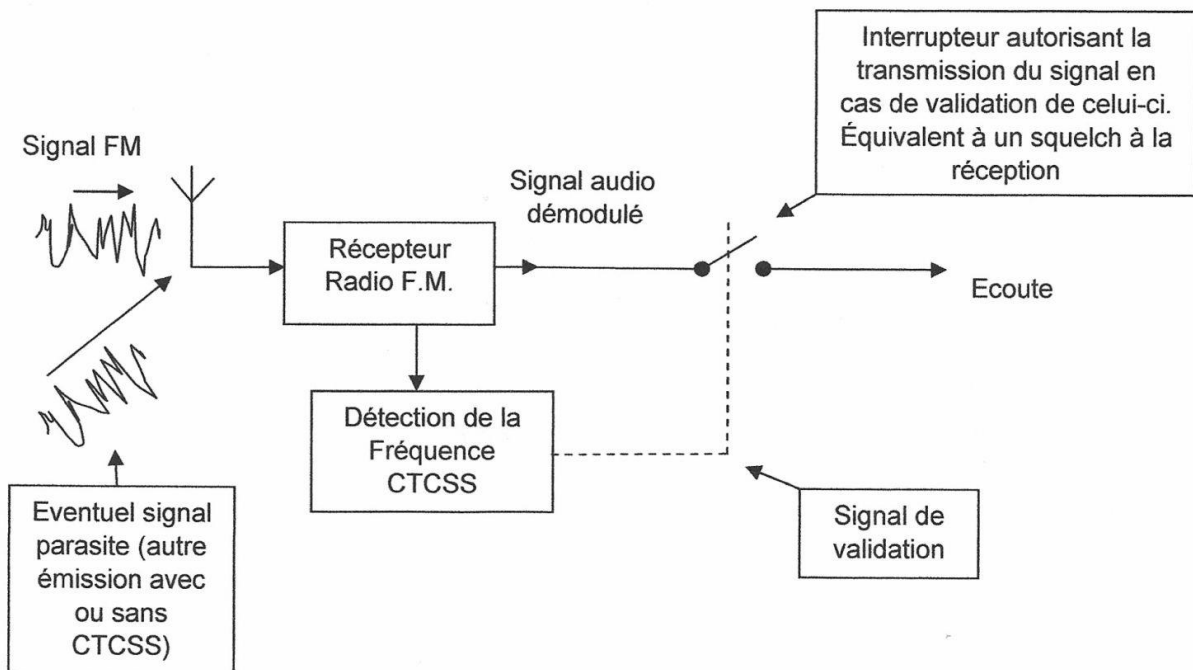 Interrupteur autorisant la
transmission du signal en
cas de validation de celui-ci.
Équivalent à un squelch à la
réception
Signal FM
Signal audio
démodulé
Récepteur
Radio F.M.
Ecoute
Détection de la
Fréquence
CTCSS
Eventuel signal
parasite (autre
émission avec
ou sans
CTCSS)
Signal de
validation